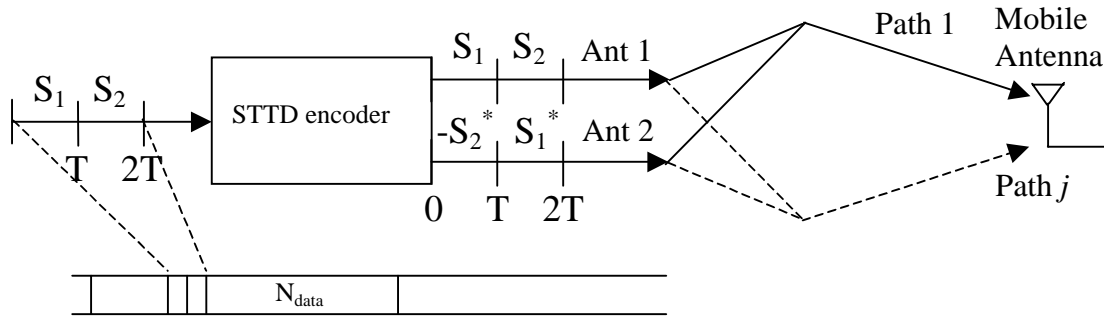 S₁ S₂ Ant 1
Path 1
Mobile
Antenna
S₁ S₂
STTD encoder
-S₂* S₁* Ant 2
T 2T
0 T 2T
Path j
N_data